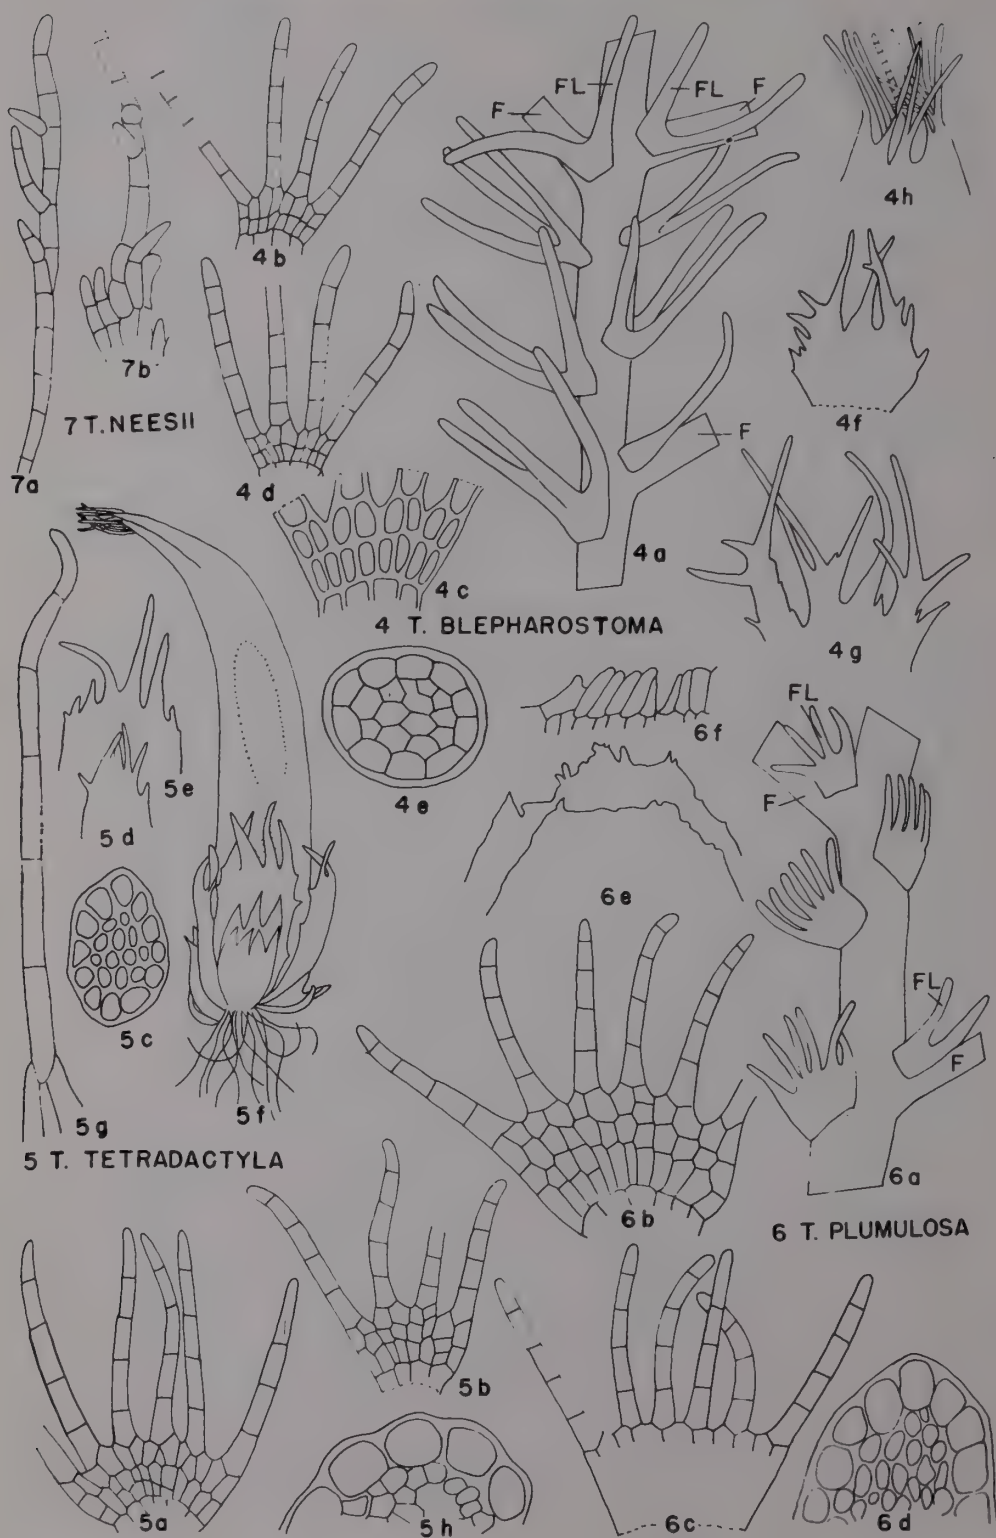 FL
FL
F
F
4h
4b
7b
4f
7 T. NEESII
F
7a
4d
4a
4c
4 T. BLEPHAROSTOMA
4g
FL
6f
5e
4e
F
5d
6e
5c
FL
F
5g
5f
5 T. TETRADACTYLA
6a
6b
6 T. PLUMULOSA
5b
5a
5h
6c
6d